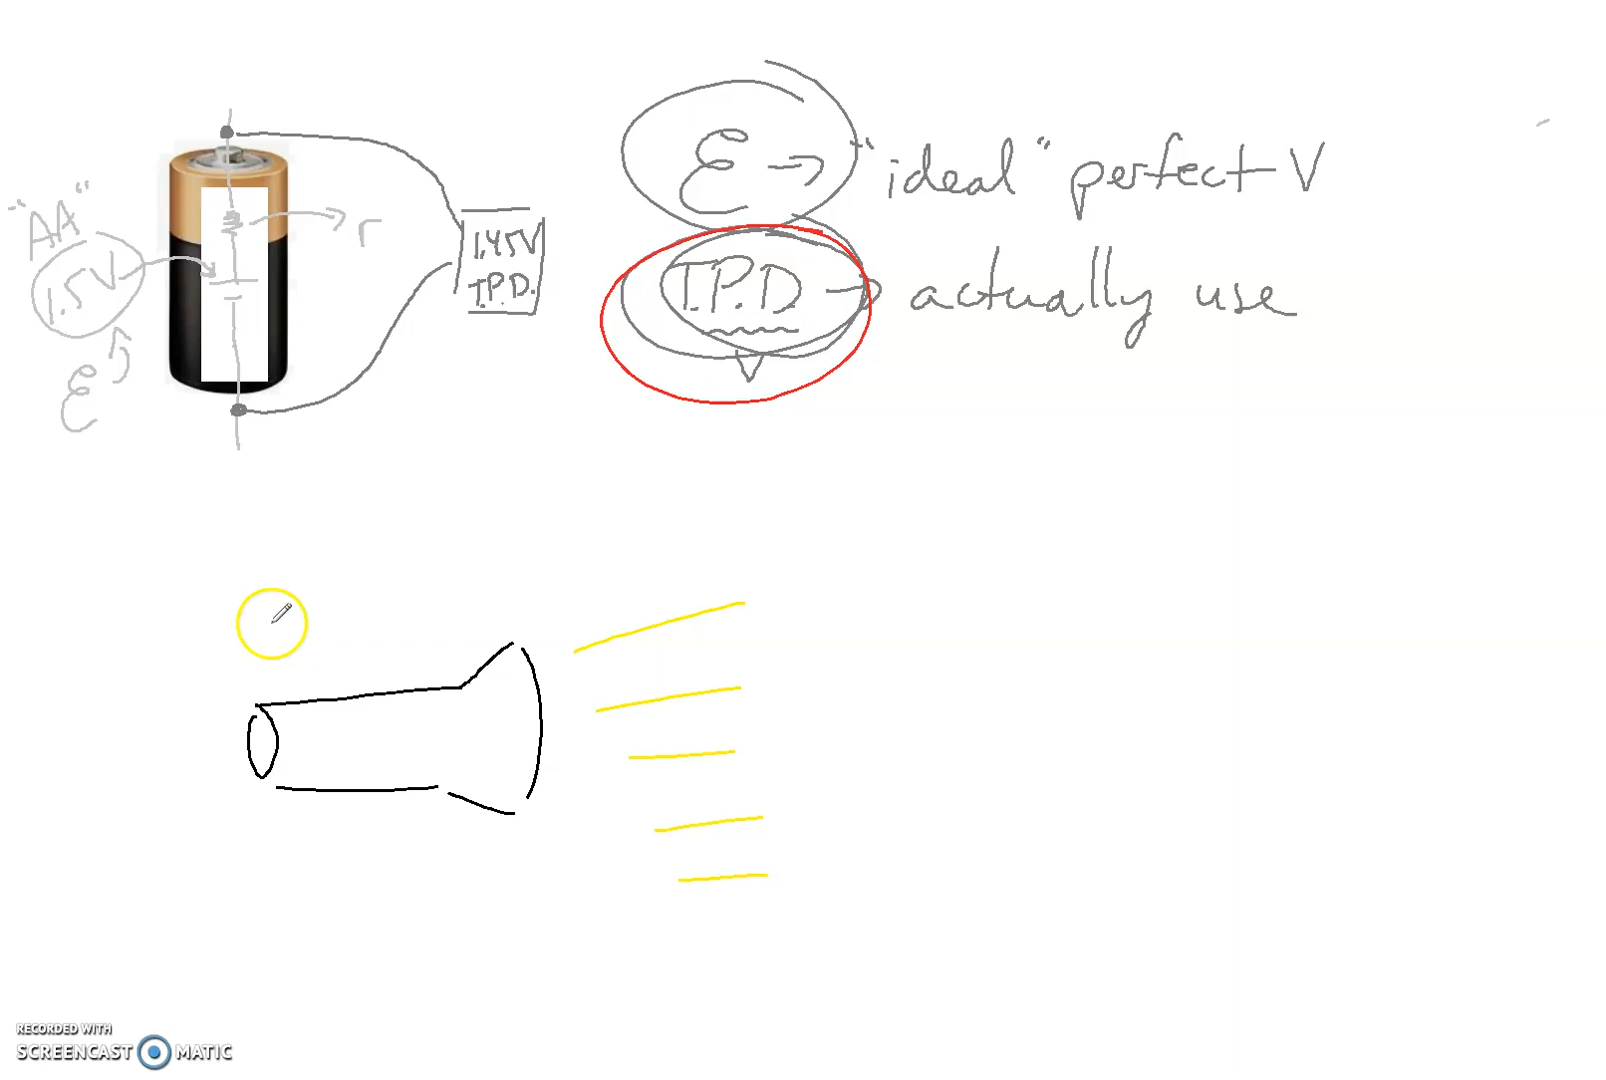 "AA"
1.5V
ℰ
r
1.45V
T.P.D.
ℰ → "ideal" perfect V
T.P.D → actually use
V
RECORDED WITH
SCREENCAST MATIC